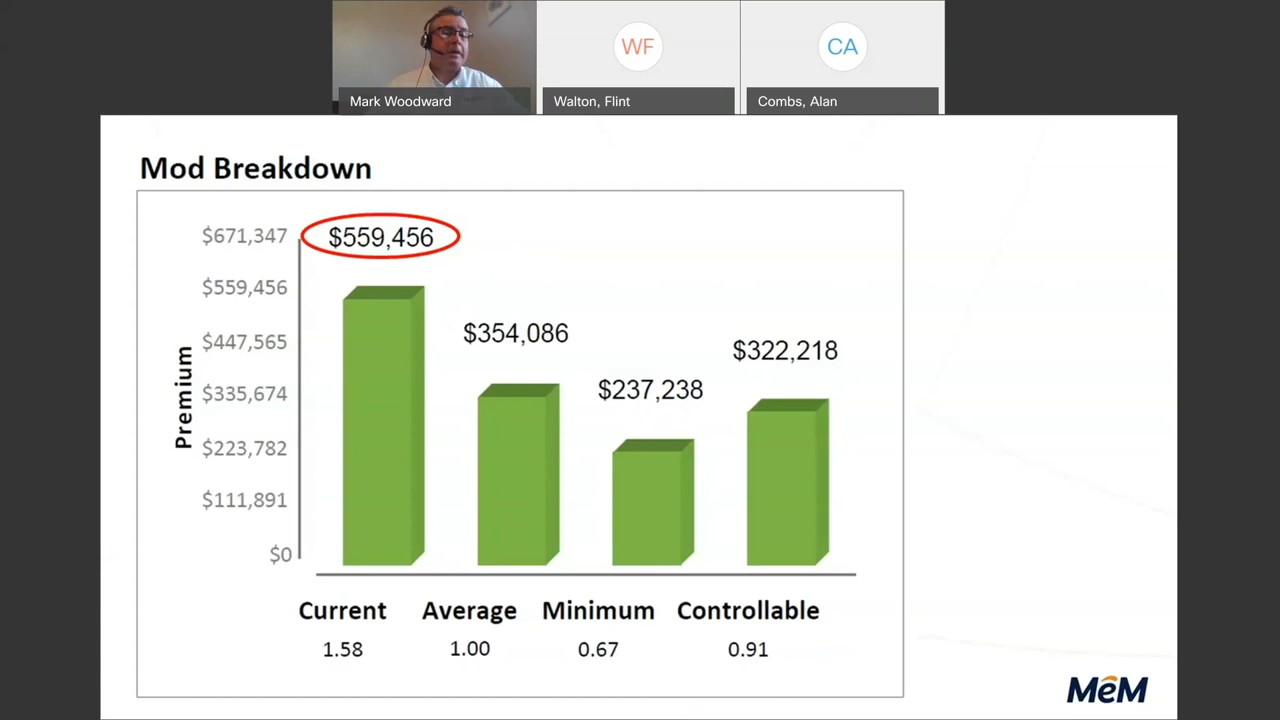 WF
CA
Mark Woodward
Walton, Flint
Combs, Alan
Mod Breakdown
$671,347
$559,456
$559,456
$354,086
$447,565
$322,218
Premium
$335,674
$237,238
$223,782
$111,891
$0
Current Average Minimum Controllable
1.58 1.00 0.67 0.91
MeM